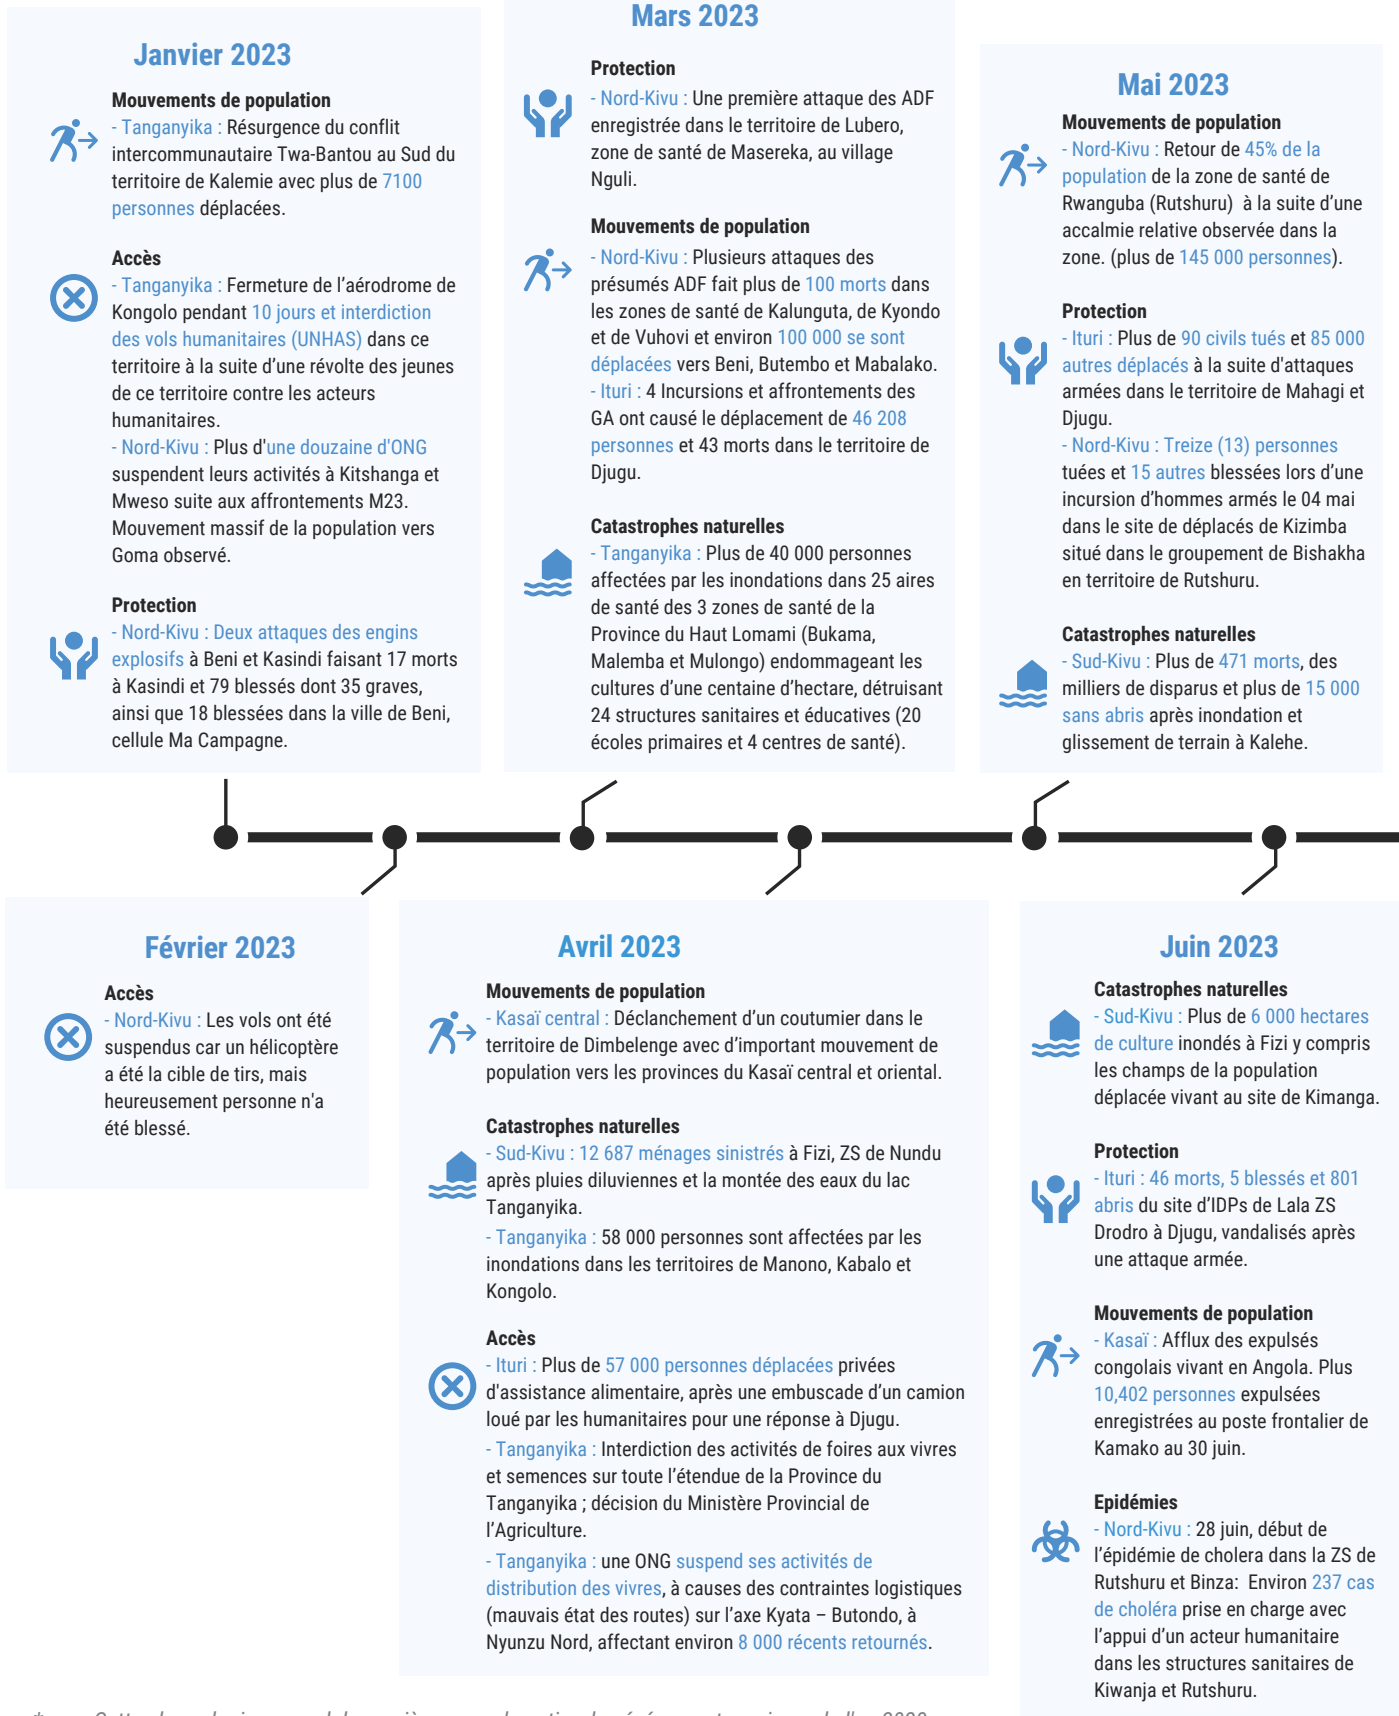 Janvier 2023
Mouvements de population
- Tanganyika : Résurgence du conflit
intercommunautaire Twa-Bantou au Sud du
territoire de Kalemie avec plus de 7100
personnes déplacées.
Accès
- Tanganyika : Fermeture de l’aérodrome de
Kongolo pendant 10 jours et interdiction
des vols humanitaires (UNHAS) dans ce
territoire à la suite d’une révolte des jeunes
de ce territoire contre les acteurs
humanitaires.
- Nord-Kivu : Plus d'une douzaine d'ONG
suspendent leurs activités à Kitshanga et
Mweso suite aux affrontements M23.
Mouvement massif de la population vers
Goma observé.
Protection
- Nord-Kivu : Deux attaques des engins
explosifs à Beni et Kasindi faisant 17 morts
à Kasindi et 79 blessés dont 35 graves,
ainsi que 18 blessées dans la ville de Beni,
cellule Ma Campagne.
Mars 2023
Protection
- Nord-Kivu : Une première attaque des ADF
enregistrée dans le territoire de Lubero,
zone de santé de Masereka, au village
Nguli.
Mouvements de population
- Nord-Kivu : Plusieurs attaques des
présumés ADF fait plus de 100 morts dans
les zones de santé de Kalunguta, de Kyondo
et de Vuhovi et environ 100 000 se sont
déplacées vers Beni, Butembo et Mabalako.
- Ituri : 4 Incursions et affrontements des
GA ont causé le déplacement de 46 208
personnes et 43 morts dans le territoire de
Djugu.
Catastrophes naturelles
- Tanganyika : Plus de 40 000 personnes
affectées par les inondations dans 25 aires
de santé des 3 zones de santé de la
Province du Haut Lomami (Bukama,
Malemba et Mulongo) endommageant les
cultures d’une centaine d’hectare, détruisant
24 structures sanitaires et éducatives (20
écoles primaires et 4 centres de santé).
Mai 2023
Mouvements de population
- Nord-Kivu : Retour de 45% de la
population de la zone de santé de
Rwanguba (Rutshuru) à la suite d’une
accalmie relative observée dans la
zone. (plus de 145 000 personnes).
Protection
- Ituri : Plus de 90 civils tués et 85 000
autres déplacés à la suite d'attaques
armées dans le territoire de Mahagi et
Djugu.
- Nord-Kivu : Treize (13) personnes
tuées et 15 autres blessées lors d’une
incursion d’hommes armés le 04 mai
dans le site de déplacés de Kizimba
situé dans le groupement de Bishakha
en territoire de Rutshuru.
Catastrophes naturelles
- Sud-Kivu : Plus de 471 morts, des
milliers de disparus et plus de 15 000
sans abris après inondation et
glissement de terrain à Kalehe.
Février 2023
Accès
- Nord-Kivu : Les vols ont été
suspendus car un hélicoptère
a été la cible de tirs, mais
heureusement personne n'a
été blessé.
Avril 2023
Mouvements de population
- Kasaï central : Déclanchement d’un coutumier dans le
territoire de Dimbelenge avec d’important mouvement de
population vers les provinces du Kasaï central et oriental.
Catastrophes naturelles
- Sud-Kivu : 12 687 ménages sinistrés à Fizi, ZS de Nundu
après pluies diluviennes et la montée des eaux du lac
Tanganyika.
- Tanganyika : 58 000 personnes sont affectées par les
inondations dans les territoires de Manono, Kabalo et
Kongolo.
Accès
- Ituri : Plus de 57 000 personnes déplacées privées
d'assistance alimentaire, après une embuscade d’un camion
loué par les humanitaires pour une réponse à Djugu.
- Tanganyika : Interdiction des activités de foires aux vivres
et semences sur toute l’étendue de la Province du
Tanganyika ; décision du Ministère Provincial de
l’Agriculture.
- Tanganyika : une ONG suspend ses activités de
distribution des vivres, à causes des contraintes logistiques
(mauvais état des routes) sur l’axe Kyata – Butondo, à
Nyunzu Nord, affectant environ 8 000 récents retournés.
Juin 2023
Catastrophes naturelles
- Sud-Kivu : Plus de 6 000 hectares
de culture inondés à Fizi y compris
les champs de la population
déplacée vivant au site de Kimanga.
Protection
- Ituri : 46 morts, 5 blessés et 801
abris du site d’IDPs de Lala ZS
Drodro à Djugu, vandalisés après
une attaque armée.
Mouvements de population
- Kasaï : Afflux des expulsés
congolais vivant en Angola. Plus
10,402 personnes expulsées
enregistrées au poste frontalier de
Kamako au 30 juin.
Epidémies
- Nord-Kivu : 28 juin, début de
l’épidémie de cholera dans la ZS de
Rutshuru et Binza: Environ 237 cas
de choléra prise en charge avec
l’appui d’un acteur humanitaire
dans les structures sanitaires de
Kiwanja et Rutshuru.